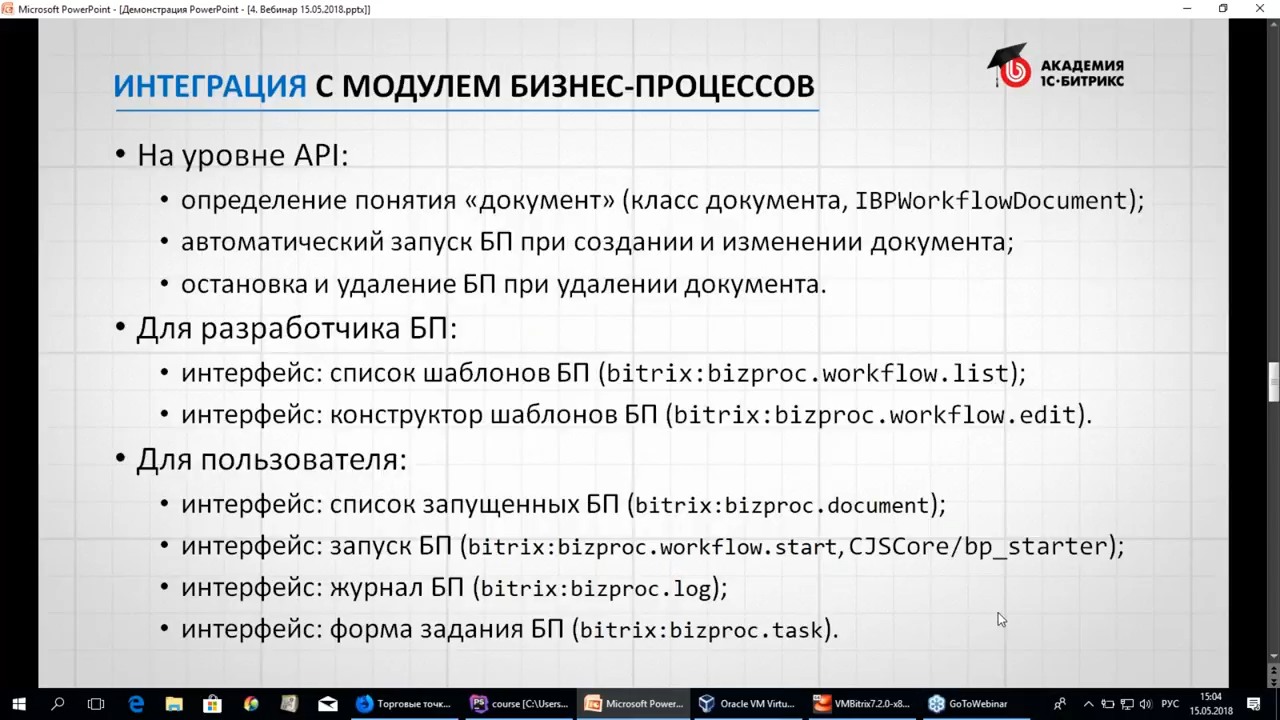 Microsoft PowerPoint - [Демонстрация PowerPoint - [4. Вебинар 15.05.2018.pptx]]
ИНТЕГРАЦИЯ С МОДУЛЕМ БИЗНЕС-ПРОЦЕССОВ
АКАДЕМИЯ
1С-БИТРИКС
• На уровне API:
• определение понятия «документ» (класс документа, IBPWorkflowDocument);
• автоматический запуск БП при создании и изменении документа;
• остановка и удаление БП при удалении документа.
• Для разработчика БП:
• интерфейс: список шаблонов БП (bitrix:bizproc.workflow.list);
• интерфейс: конструктор шаблонов БП (bitrix:bizproc.workflow.edit).
• Для пользователя:
• интерфейс: список запущенных БП (bitrix:bizproc.document);
• интерфейс: запуск БП (bitrix:bizproc.workflow.start, CJSCore/bp_starter);
• интерфейс: журнал БП (bitrix:bizproc.log);
• интерфейс: форма задания БП (bitrix:bizproc.task).
Торговые точк... course [C:\Users... Microsoft PowerP... Oracle VM Virtu... VMBitrix7.2.0-x8... GoToWebinar РУС 15:04
15.05.2018